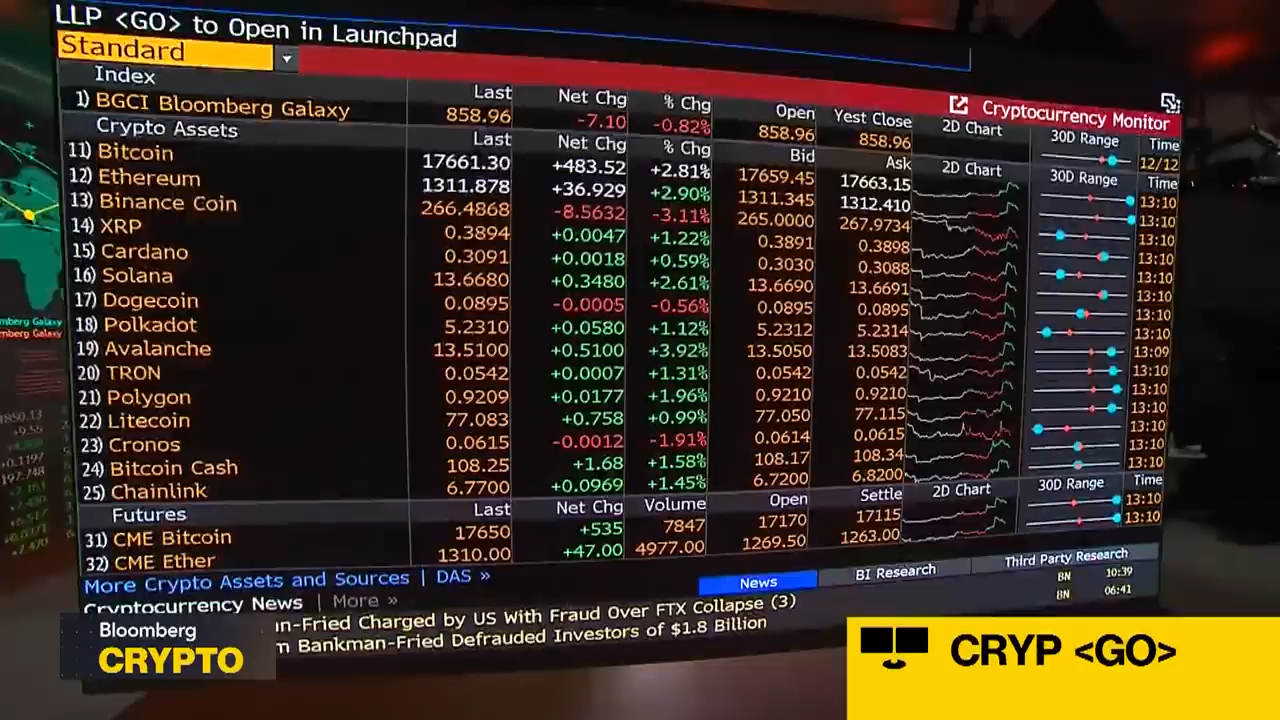 LLP <GO> to Open in Launchpad
Standard
Cryptocurrency Monitor
Index Last Net Chg % Chg Open Yest Close 2D Chart 30D Range Time
1) BGCI Bloomberg Galaxy 858.96 -7.10 -0.82% 858.96 858.96 12/12
Crypto Assets Last Net Chg % Chg Bid Ask 2D Chart 30D Range Time
11) Bitcoin 17661.30 +483.52 +2.81% 17659.45 17663.15 13:10
12) Ethereum 1311.878 +36.929 +2.90% 1311.345 1312.410 13:10
13) Binance Coin 266.4868 -8.5632 -3.11% 265.0000 267.9734 13:10
14) XRP 0.3894 +0.0047 +1.22% 0.3891 0.3898 13:10
15) Cardano 0.3091 +0.0018 +0.59% 0.3030 0.3088 13:10
16) Solana 13.6680 +0.3480 +2.61% 13.6690 13.6691 13:10
17) Dogecoin 0.0895 -0.0005 -0.56% 0.0895 0.0895 13:10
18) Polkadot 5.2310 +0.0580 +1.12% 5.2312 5.2314 13:10
19) Avalanche 13.5100 +0.5100 +3.92% 13.5050 13.5083 13:09
20) TRON 0.0542 +0.0007 +1.31% 0.0542 0.0542 13:10
21) Polygon 0.9209 +0.0177 +1.96% 0.9210 0.9210 13:10
22) Litecoin 77.083 +0.758 +0.99% 77.050 77.115 13:10
23) Cronos 0.0615 -0.0012 -1.91% 0.0614 0.0615 13:10
24) Bitcoin Cash 108.25 +1.68 +1.58% 108.17 108.34 13:10
25) Chainlink 6.7700 +0.0969 +1.45% 6.7200 6.8200 13:10
Futures Last Net Chg Volume Open Settle 2D Chart 30D Range Time
31) CME Bitcoin 17650 +535 7847 17170 17115 13:10
32) CME Ether 1310.00 +47.00 4977.00 1269.50 1263.00 13:10
More Crypto Assets and Sources | DAS »
News BI Research Third Party Research
Cryptocurrency News | More »
an-Fried Charged by US With Fraud Over FTX Collapse (3) BN 10:39
m Bankman-Fried Defrauded Investors of $1.8 Billion BN 06:41
Bloomberg
CRYPTO
CRYP <GO>